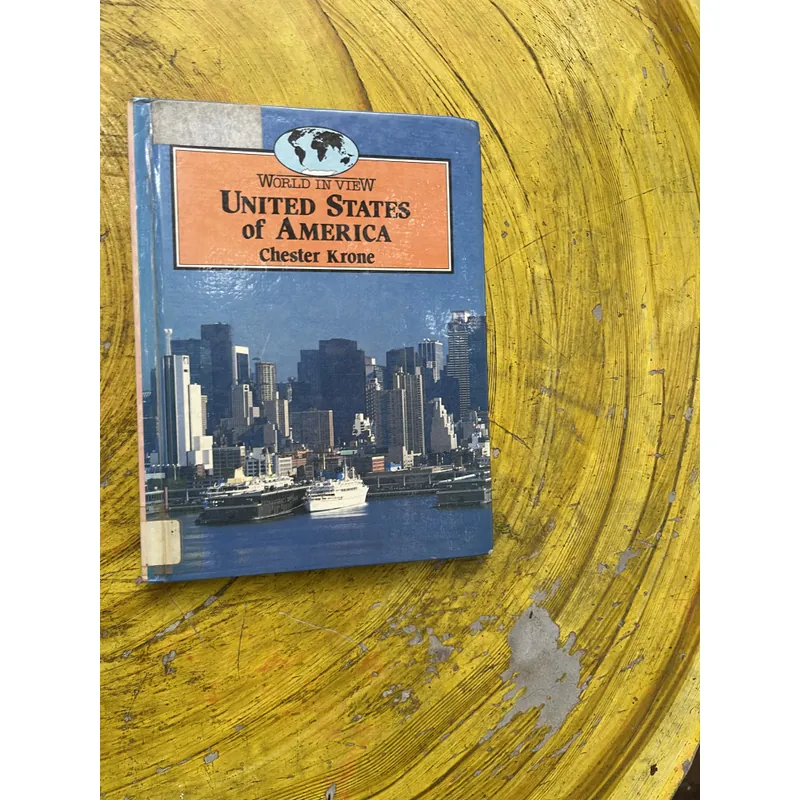 WORLD IN VIEW
UNITED STATES
of AMERICA
Chester Krone